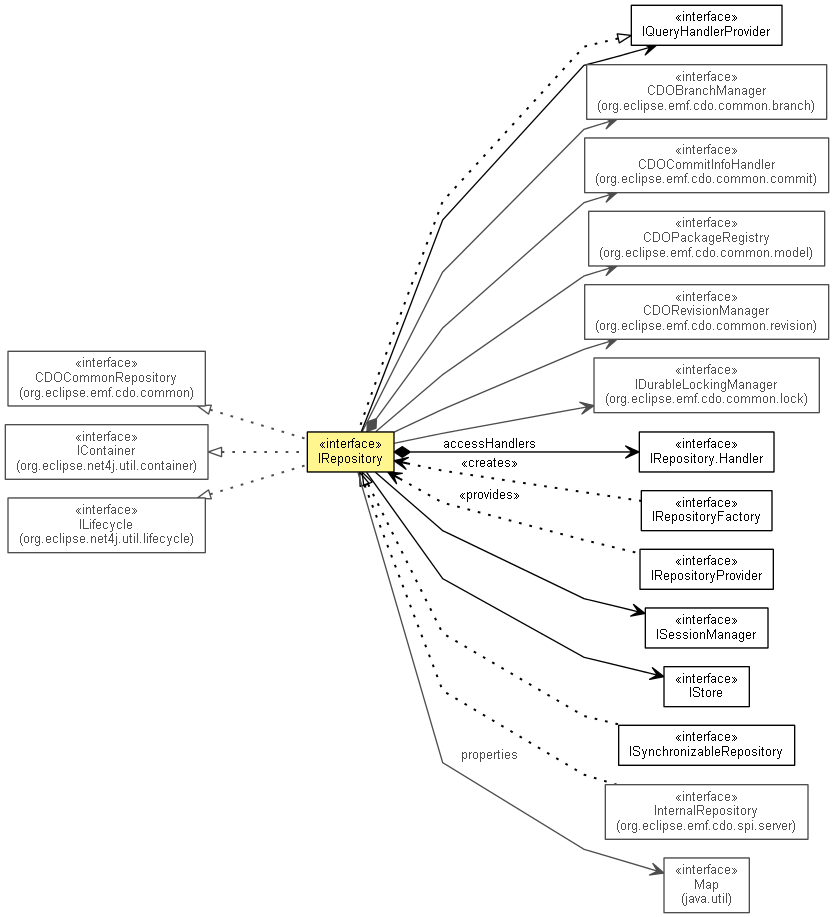 «interface»
IQueryHandlerProvider
«interface»
CDOBranchManager
(org.eclipse.emf.cdo.common.branch)
«interface»
CDOCommitInfoHandler
(org.eclipse.emf.cdo.common.commit)
«interface»
CDOPackageRegistry
(org.eclipse.emf.cdo.common.model)
«interface»
CDORevisionManager
(org.eclipse.emf.cdo.common.revision)
«interface»
IDurableLockingManager
(org.eclipse.emf.cdo.common.lock)
«interface»
CDOCommonRepository
(org.eclipse.emf.cdo.common)
«interface»
IContainer
(org.eclipse.net4j.util.container)
«interface»
ILifecycle
(org.eclipse.net4j.util.lifecycle)
«interface»
IRepository
accessHandlers
«creates»
«provides»
properties
«interface»
IRepository.Handler
«interface»
IRepositoryFactory
«interface»
IRepositoryProvider
«interface»
ISessionManager
«interface»
IStore
«interface»
ISynchronizableRepository
«interface»
InternalRepository
(org.eclipse.emf.cdo.spi.server)
«interface»
Map
(java.util)